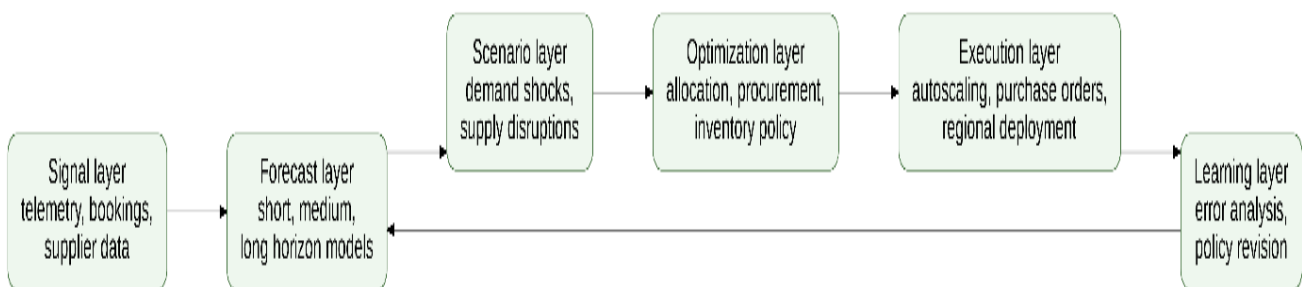 Signal layer
telemetry, bookings,
supplier data
Forecast layer
short, medium,
long horizon models
Scenario layer
demand shocks,
supply disruptions
Optimization layer
allocation, procurement,
inventory policy
Execution layer
autoscaling, purchase orders,
regional deployment
Learning layer
error analysis,
policy revision